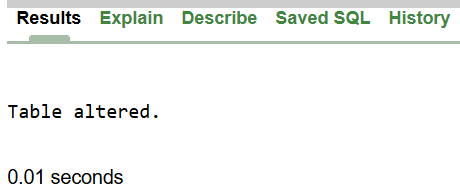 Results Explain Describe Saved SQL History
Table altered.
0.01 seconds